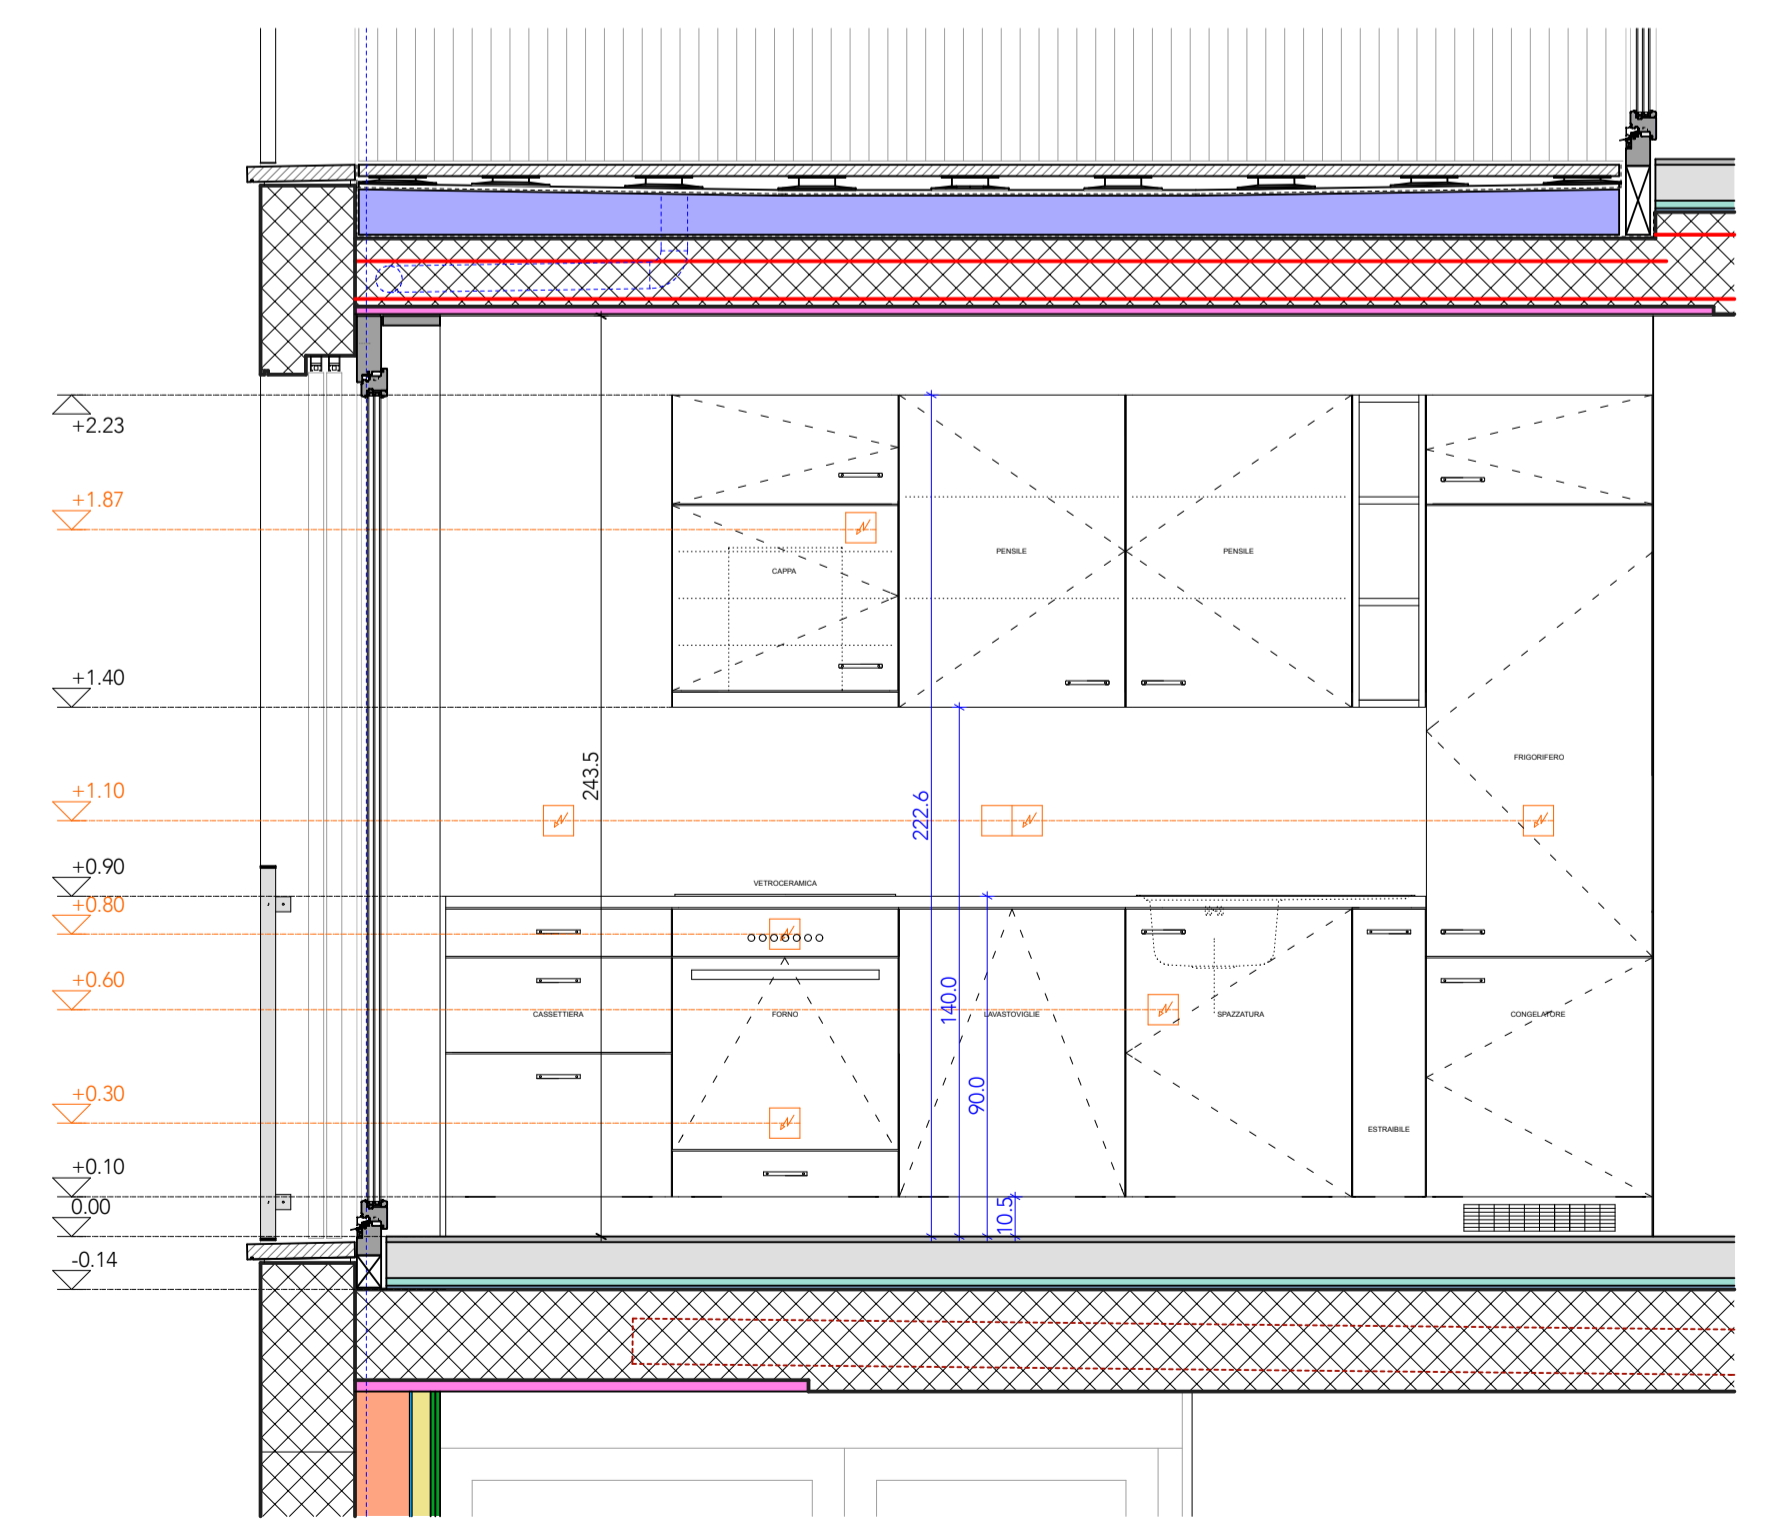 +2.23
+1.87
PENSILE
PENSILE
CAPPA
+1.40
243.5
FRIGORIFERO
+1.10
222.6
+0.90
VETROCERAMICA
+0.80
+0.60
140.0
CASSETTIERA
FORNO
LAVASTOVIGLIE
SPAZZATURA
CONGELATORE
+0.30
90.0
ESTRAIBILE
+0.10
0.00
10.5
-0.14